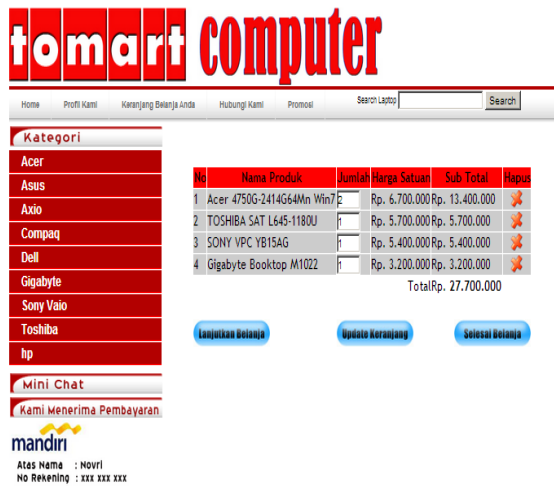 tomart computer
Home Profil Kami Keranjang Belanja Anda Hubungi Kami Promosi Search Laptop Search
Kategori
Acer
Asus
Axio
Compaq
Dell
Gigabyte
Sony Vaio
Toshiba
hp
Mini Chat
Kami Menerima Pembayaran
mandırı
Atas Nama : Novri
No Rekening : xxx xxx xxx
No Nama Produk Jumlah Harga Satuan Sub Total Hapus
1 Acer 4750G-2414G64Mn Win7 2 Rp. 6.700.000 Rp. 13.400.000
2 TOSHIBA SAT L645-1180U 1 Rp. 5.700.000 Rp. 5.700.000
3 SONY VPC YB15AG 1 Rp. 5.400.000 Rp. 5.400.000
4 Gigabyte Booktop M1022 1 Rp. 3.200.000 Rp. 3.200.000
Total Rp. 27.700.000
Lanjutkan Belanja Update Keranjang Selesai Belanja